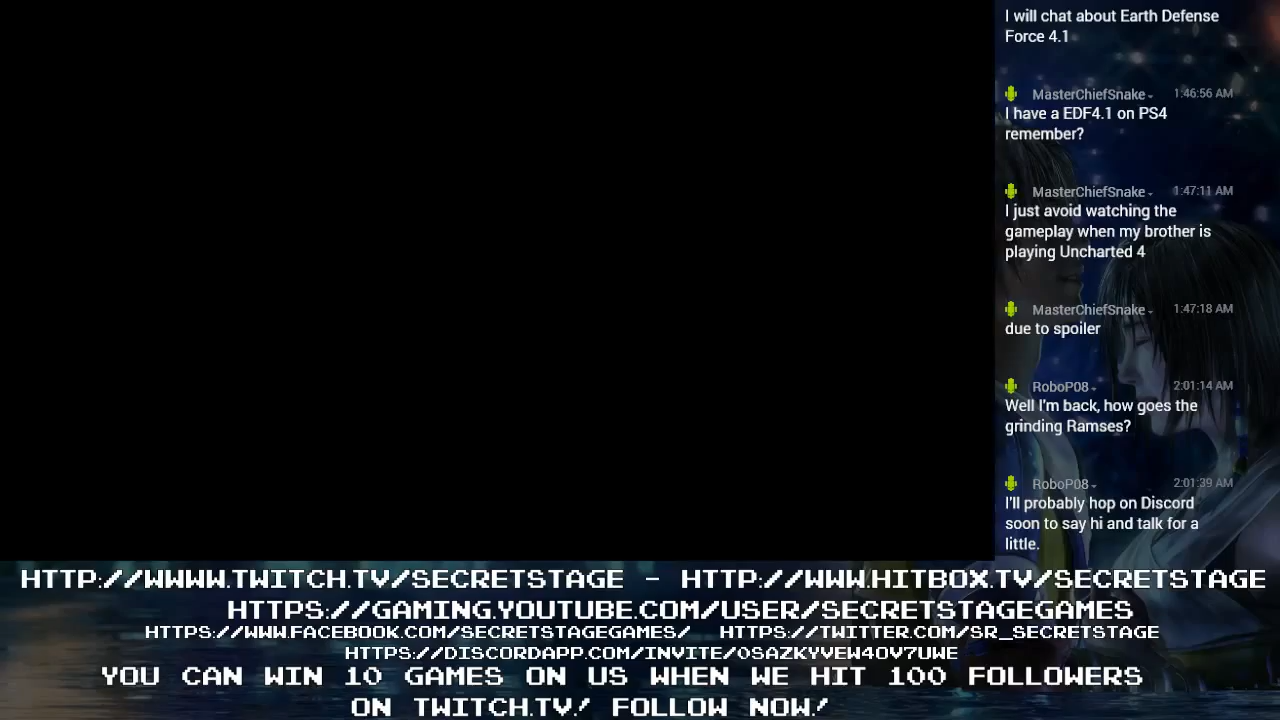 I will chat about Earth Defense
Force 4.1
MasterChiefSnake 1:46:56 AM
I have a EDF4.1 on PS4
remember?
MasterChiefSnake 1:47:11 AM
I just avoid watching the
gameplay when my brother is
playing Uncharted 4
MasterChiefSnake 1:47:18 AM
due to spoiler
RoboP08 2:01:14 AM
Well I'm back, how goes the
grinding Ramses?
RoboP08 2:01:39 AM
I'll probably hop on Discord
soon to say hi and talk for a
little.
HTTP://WWWW.TWITCH.TV/SECRETSTAGE - HTTP://WWW.HITBOX.TV/SECRETSTAGE
HTTPS://GAMING.YOUTUBE.COM/USER/SECRETSTAGEGAMES
HTTPS://WWW.FACEBOOK.COM/SECRETSTAGEGAMES/ HTTPS://TWITTER.COM/SR_SECRETSTAGE
HTTPS://DISCORDAPP.COM/INVITE/0SAZKYVEW4OV7UWE
YOU CAN WIN 10 GAMES ON US WHEN WE HIT 100 FOLLOWERS
ON TWITCH.TV! FOLLOW NOW!